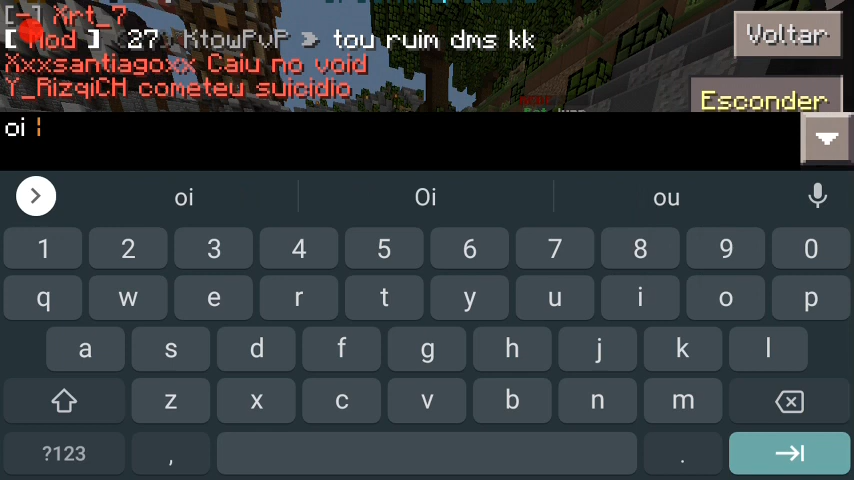 [-] Xrt_7
[Mod] (27) KtowPvP > tou ruim dms kk
Xxxsantiagoxx Caiu no void
Y_RizqiCH cometeu suicidio
Voltar
Esconder
oi
oi Oi ou
1 2 3 4 5 6 7 8 9 0
q w e r t y u i o p
a s d f g h j k l
z x c v b n m
?123 , .